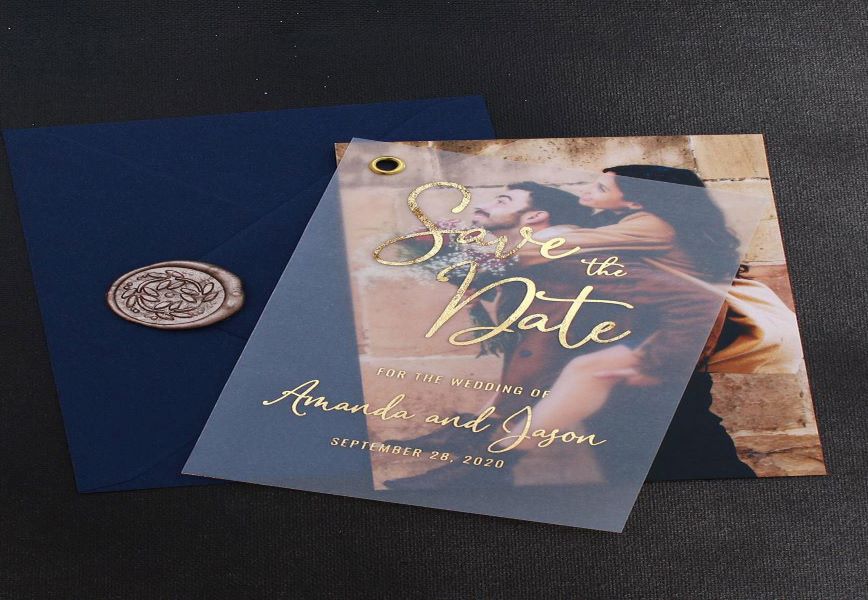 Save
the
Date
FOR THE WEDDING OF
Amanda and Jason
SEPTEMBER 28, 2020